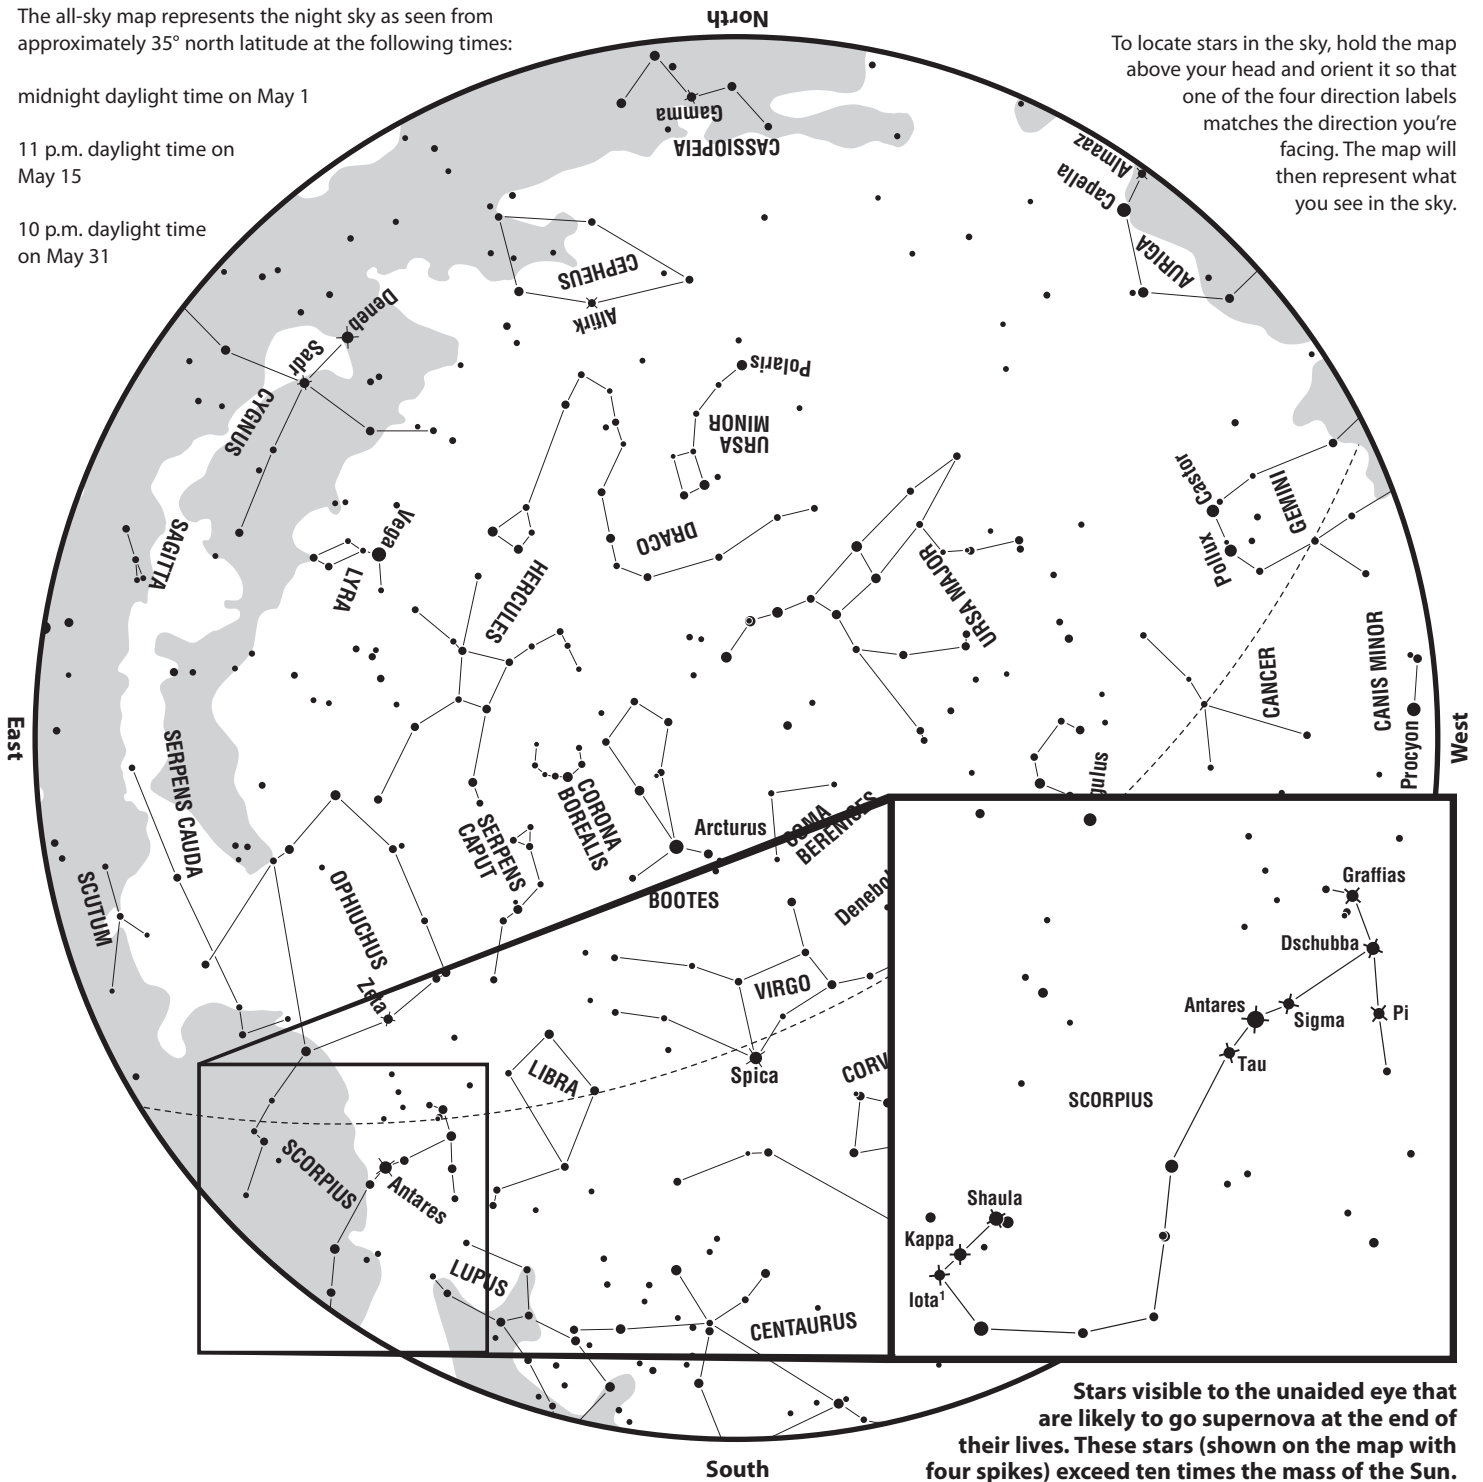 The all-sky map represents the night sky as seen from
approximately 35° north latitude at the following times:
midnight daylight time on May 1
11 p.m. daylight time on
May 15
10 p.m. daylight time
on May 31
To locate stars in the sky, hold the map
above your head and orient it so that
one of the four direction labels
matches the direction you're
facing. The map will
then represent what
you see in the sky.
North
Gamma
CASSIOPEIA
Almaaz
Capella
AURIGA
CEPHEUS
Alfirk
Deneb
Sadr
CYGNUS
Polaris
URSA
MINOR
DRACO
Castor
GEMINI
Pollux
SAGITTA
Vega
LYRA
HERCULES
URSA MAJOR
CANCER
CANIS MINOR
Procyon
East
West
SERPENS CAUDA
gulus
CORONA
BOREALIS
SERPENS
CAPUT
Arcturus
COMA
BERENICES
BOOTES
Denebol
SCUTUM
OPHIUCHUS
Zeta
VIRGO
Spica
LIBRA
CORV
SCORPIUS
Antares
LUPUS
CENTAURUS
Graffias
Dschubba
Antares
Sigma
Pi
Tau
SCORPIUS
Shaula
Kappa
Iota¹
South
Stars visible to the unaided eye that
are likely to go supernova at the end of
their lives. These stars (shown on the map with
four spikes) exceed ten times the mass of the Sun.